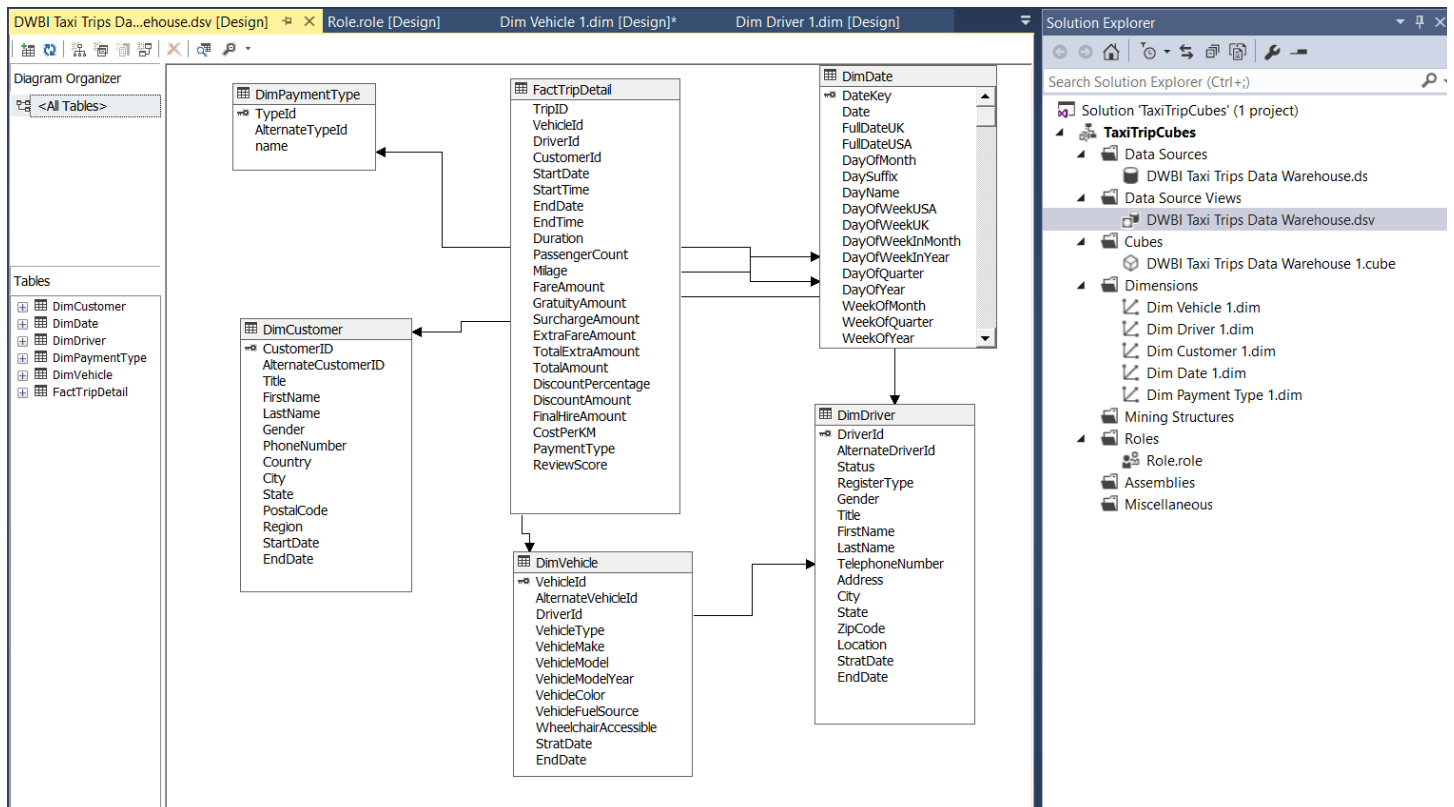 DWBI Taxi Trips Da...ehouse.dsv [Design]
Role.role [Design]
Dim Vehicle 1.dim [Design]*
Dim Driver 1.dim [Design]
Diagram Organizer
<All Tables>
Tables
DimCustomer
DimDate
DimDriver
DimPaymentType
DimVehicle
FactTripDetail
DimPaymentType
TypeId
AlternateTypeId
name
DimCustomer
CustomerID
AlternateCustomerID
Title
FirstName
LastName
Gender
PhoneNumber
Country
City
State
PostalCode
Region
StartDate
EndDate
FactTripDetail
TripID
VehicleId
DriverId
CustomerId
StartDate
StartTime
EndDate
EndTime
Duration
PassengerCount
Milage
FareAmount
GratuityAmount
SurchargeAmount
ExtraFareAmount
TotalExtraAmount
TotalAmount
DiscountPercentage
DiscountAmount
FinalHireAmount
CostPerKM
PaymentType
ReviewScore
DimVehicle
VehicleId
AlternateVehicleId
DriverId
VehicleType
VehicleMake
VehicleModel
VehicleModelYear
VehicleColor
VehicleFuelSource
WheelchairAccessible
StratDate
EndDate
DimDate
DateKey
Date
FullDateUK
FullDateUSA
DayOfMonth
DaySuffix
DayName
DayOfWeekUSA
DayOfWeekUK
DayOfWeekInMonth
DayOfWeekInYear
DayOfQuarter
DayOfYear
WeekOfMonth
WeekOfQuarter
WeekOfYear
DimDriver
DriverId
AlternateDriverId
Status
RegisterType
Gender
Title
FirstName
LastName
TelephoneNumber
Address
City
State
ZipCode
Location
StratDate
EndDate
Solution Explorer
Search Solution Explorer (Ctrl+;)
Solution 'TaxiTripCubes' (1 project)
TaxiTripCubes
Data Sources
DWBI Taxi Trips Data Warehouse.ds
Data Source Views
DWBI Taxi Trips Data Warehouse.dsv
Cubes
DWBI Taxi Trips Data Warehouse 1.cube
Dimensions
Dim Vehicle 1.dim
Dim Driver 1.dim
Dim Customer 1.dim
Dim Date 1.dim
Dim Payment Type 1.dim
Mining Structures
Roles
Role.role
Assemblies
Miscellaneous